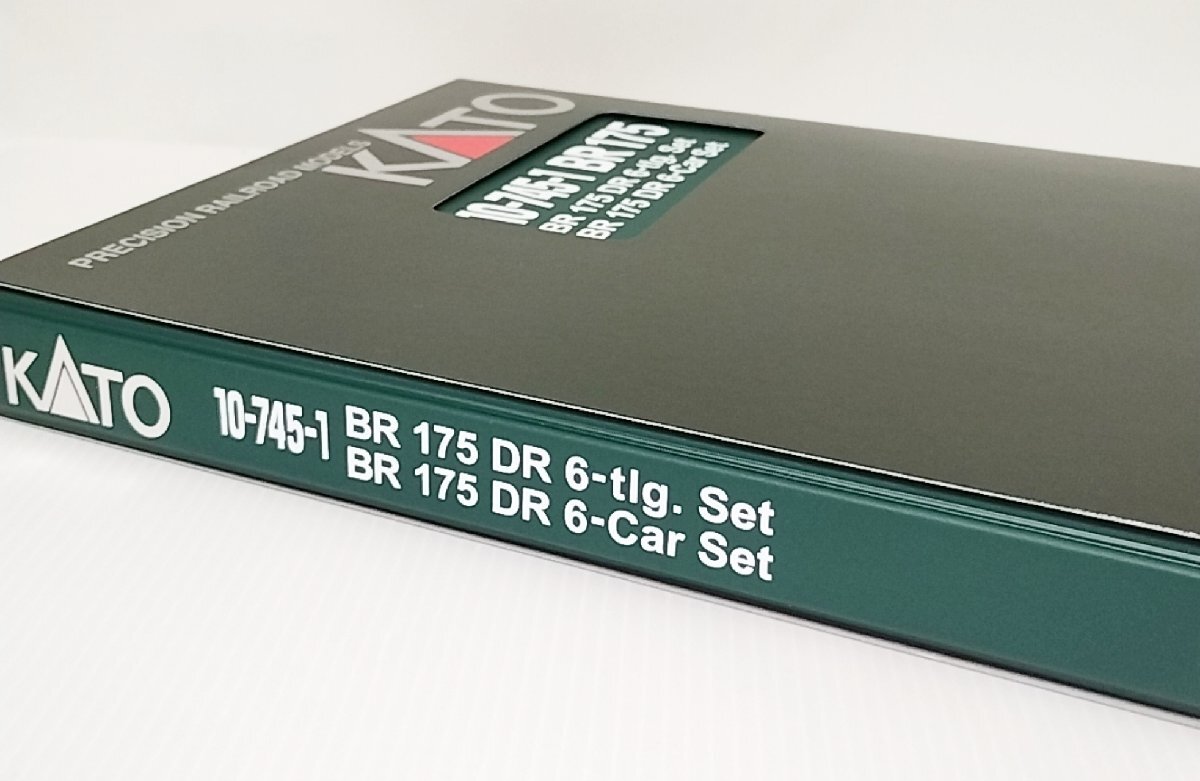 PRECISION RAILROAD MODELS
KATO
10-745-1 BR 175
BR 175 DR 6-tlg. Set
BR 175 DR 6-Car Set
KATO
10-745-1
BR 175 DR 6-tlg. Set
BR 175 DR 6-Car Set